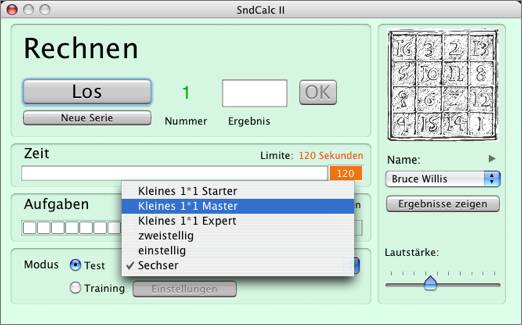 SndCalc II
Rechnen
Los
Neue Serie
1
Nummer
Ergebnis
OK
Zeit
Limite: 120 Sekunden
120
Aufgaben
en
Kleines 1*1 Starter
Kleines 1*1 Master
Kleines 1*1 Expert
zweistellig
einstellig
✓ Sechser
Modus
Test
Training
Einstellungen
16 3 2 13
5 10 11 8
9 6 7 12
4 15 14 1
Name:
Bruce Willis
Ergebnisse zeigen
Lautstärke: